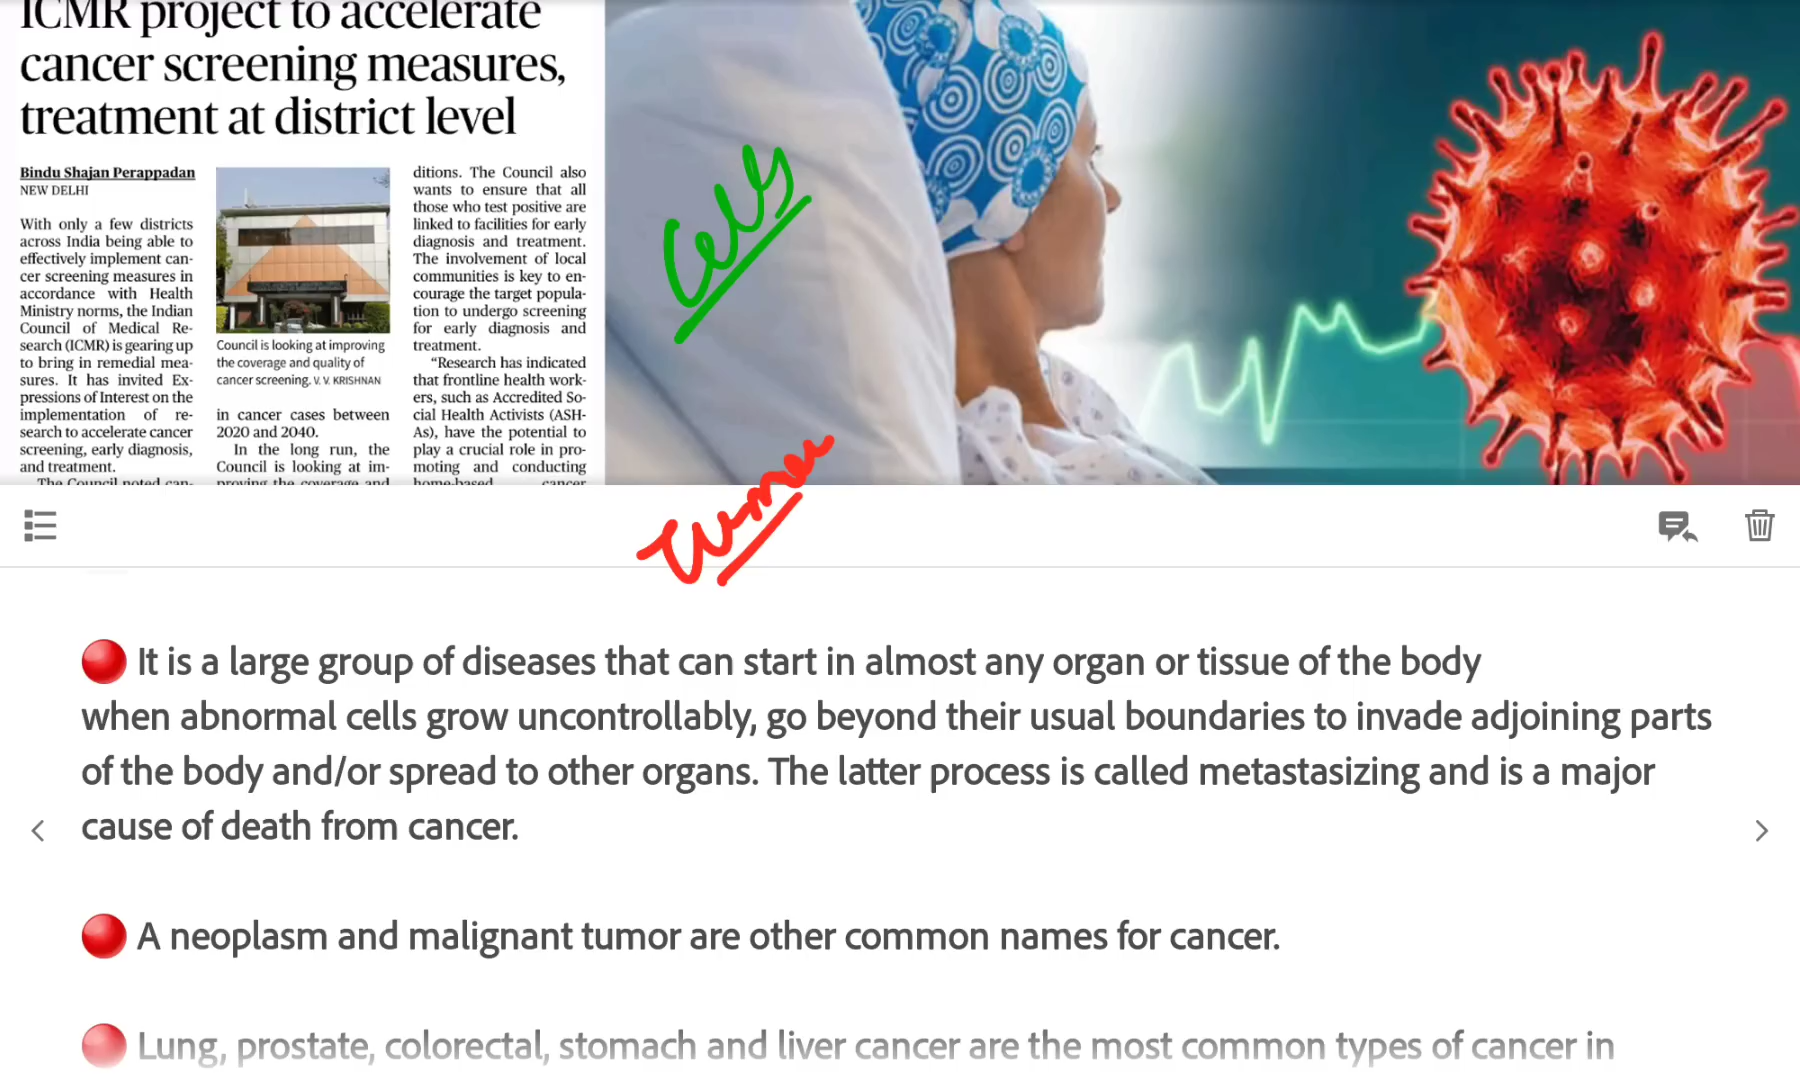 ICMR project to accelerate
cancer screening measures,
treatment at district level
Bindu Shajan Perappadan
NEW DELHI
With only a few districts
across India being able to
effectively implement can-
cer screening measures in
accordance with Health
Ministry norms, the Indian
Council of Medical Re-
search (ICMR) is gearing up
to bring in remedial mea-
sures. It has invited Ex-
pressions of Interest on the
implementation of re-
search to accelerate cancer
screening, early diagnosis,
and treatment.
The Council noted can-
Council is looking at improving
the coverage and quality of
cancer screening. V. V. KRISHNAN
in cancer cases between
2020 and 2040.
In the long run, the
Council is looking at im-
proving the coverage and
ditions. The Council also
wants to ensure that all
those who test positive are
linked to facilities for early
diagnosis and treatment.
The involvement of local
communities is key to en-
courage the target popula-
tion to undergo screening
for early diagnosis and
treatment.
“Research has indicated
that frontline health work-
ers, such as Accredited So-
cial Health Activists (ASH-
As), have the potential to
play a crucial role in pro-
moting and conducting
home-based cancer
Cells
Tumor
It is a large group of diseases that can start in almost any organ or tissue of the body
when abnormal cells grow uncontrollably, go beyond their usual boundaries to invade adjoining parts
of the body and/or spread to other organs. The latter process is called metastasizing and is a major
cause of death from cancer.
A neoplasm and malignant tumor are other common names for cancer.
Lung, prostate, colorectal, stomach and liver cancer are the most common types of cancer in